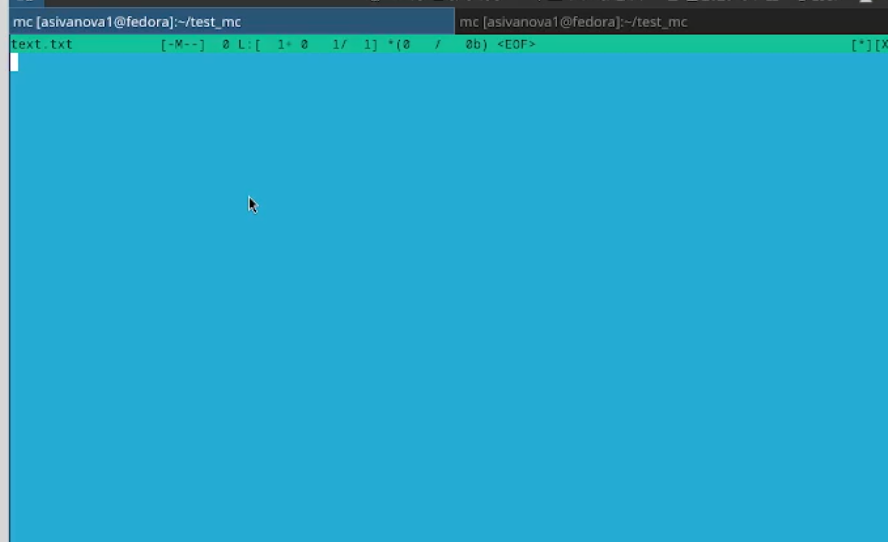 mc [asivanova1@fedora]:~/test_mc
mc [asivanova1@fedora]:~/test_mc
text.txt [-M--] 0 L:[ 1+ 0 1/ 1] *(0 / 0b) <EOF> [*][X